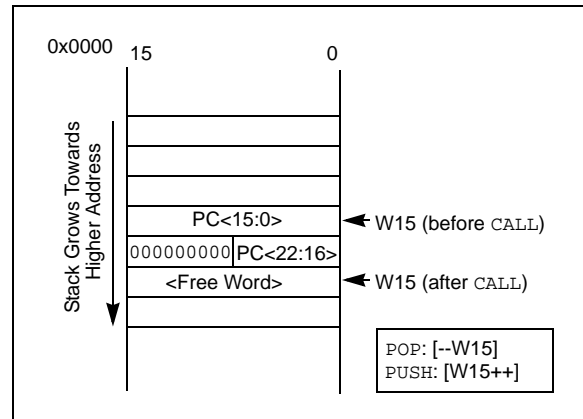 0x0000
15 0
Stack Grows Towards
Higher Address
PC<15:0>
W15 (before CALL)
000000000 PC<22:16>
<Free Word>
W15 (after CALL)
POP: [--W15]
PUSH: [W15++]